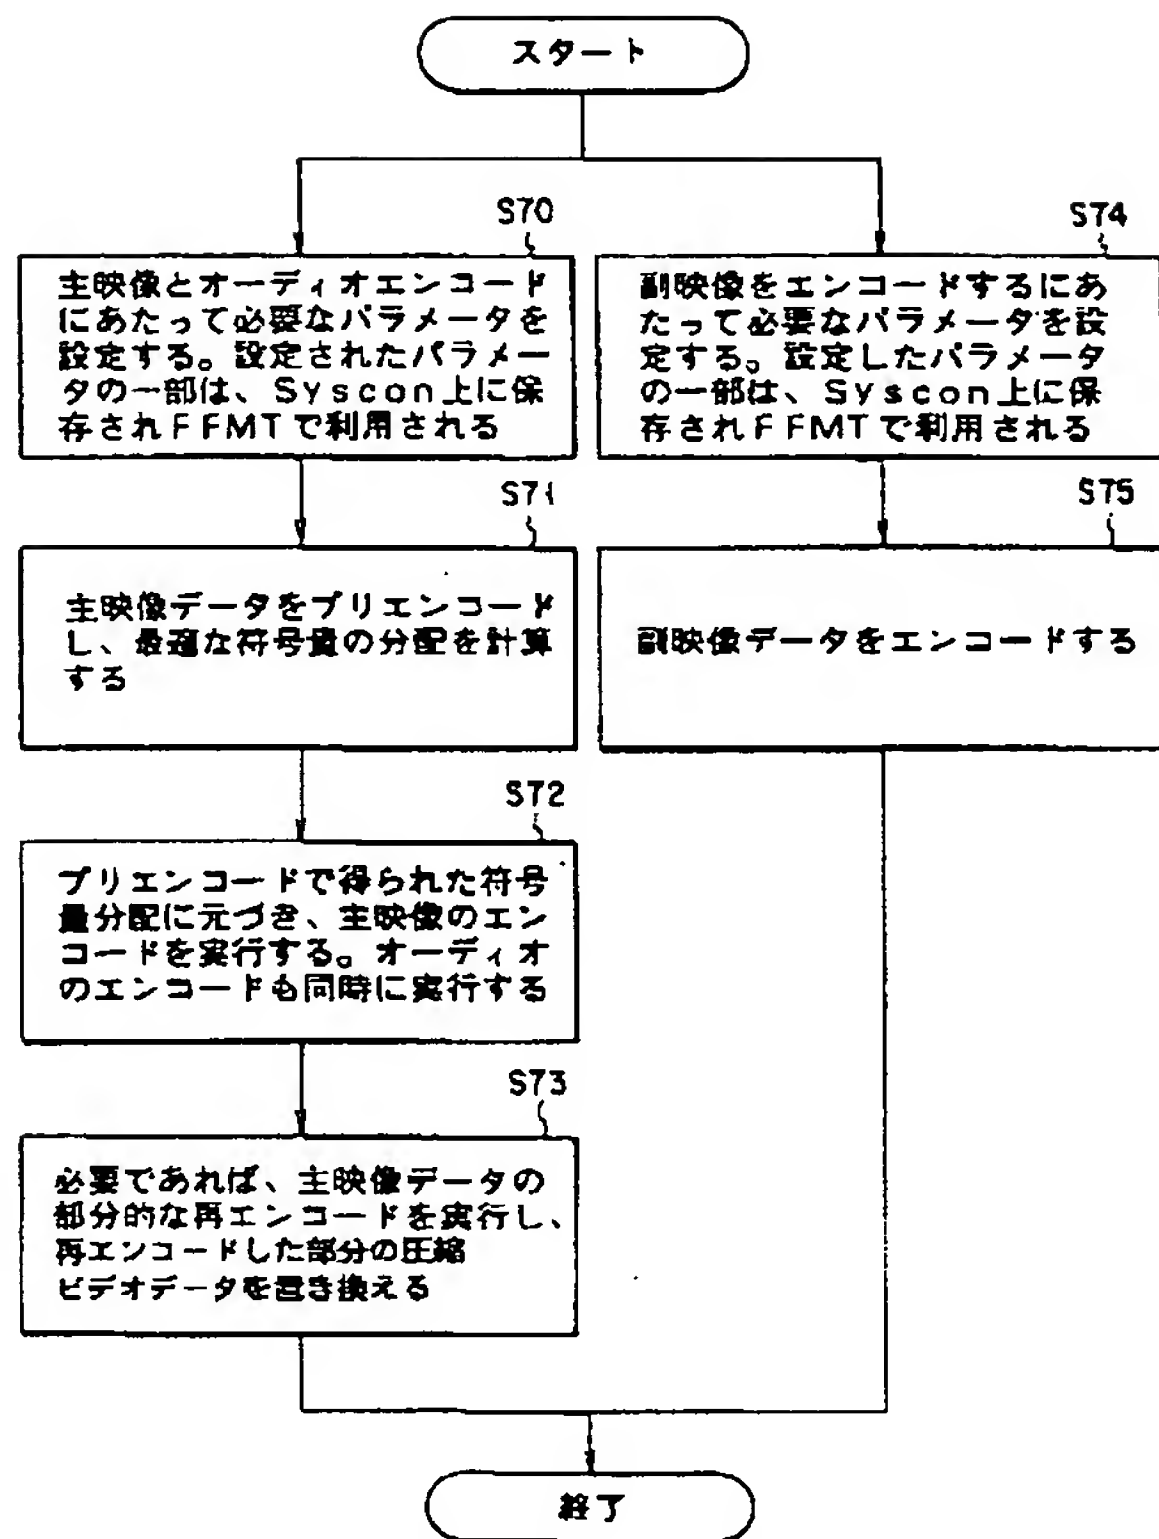 スタート
S70
主映像とオーディオエンコード
にあたって必要なパラメータを
設定する。設定されたパラメー
タの一部は、Syscon上に保
存されFFMTで利用される
S74
副映像をエンコードするにあ
たって必要なパラメータを設
定する。設定したパラメータ
の一部は、Syscon上に保
存されFFMTで利用される
S71
主映像データをプリエンコード
し、最適な符号量の分配を計算
する
S75
副映像データをエンコードする
S72
プリエンコードで得られた符号
量分配に元づき、主映像のエン
コードを実行する。オーディオ
のエンコードも同時に実行する
S73
必要であれば、主映像データの
部分的な再エンコードを実行し、
再エンコードした部分の圧縮
ビデオデータを置き換える
終了